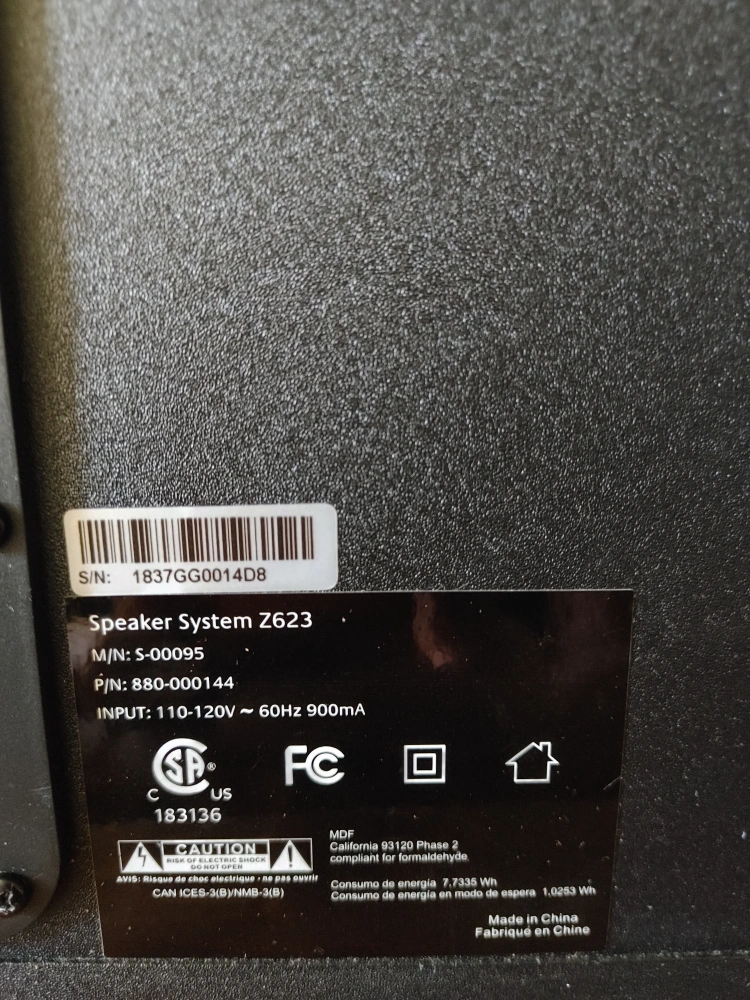 S/N: 1837GG0014D8
Speaker System Z623
M/N: S-00095
P/N: 880-000144
INPUT: 110-120V ~ 60Hz 900mA
SA®
C US
183136
FC
CAUTION
RISK OF ELECTRIC SHOCK
DO NOT OPEN
AVIS: Risque de choc electrique - ne pas ouvrir
CAN ICES-3(B)/NMB-3(B)
MDF
California 93120 Phase 2
compliant for formaldehyde
Consumo de energía 7,7335 Wh
Consumo de energía en modo de espera 1,0253 Wh
Made in China
Fabriqué en Chine